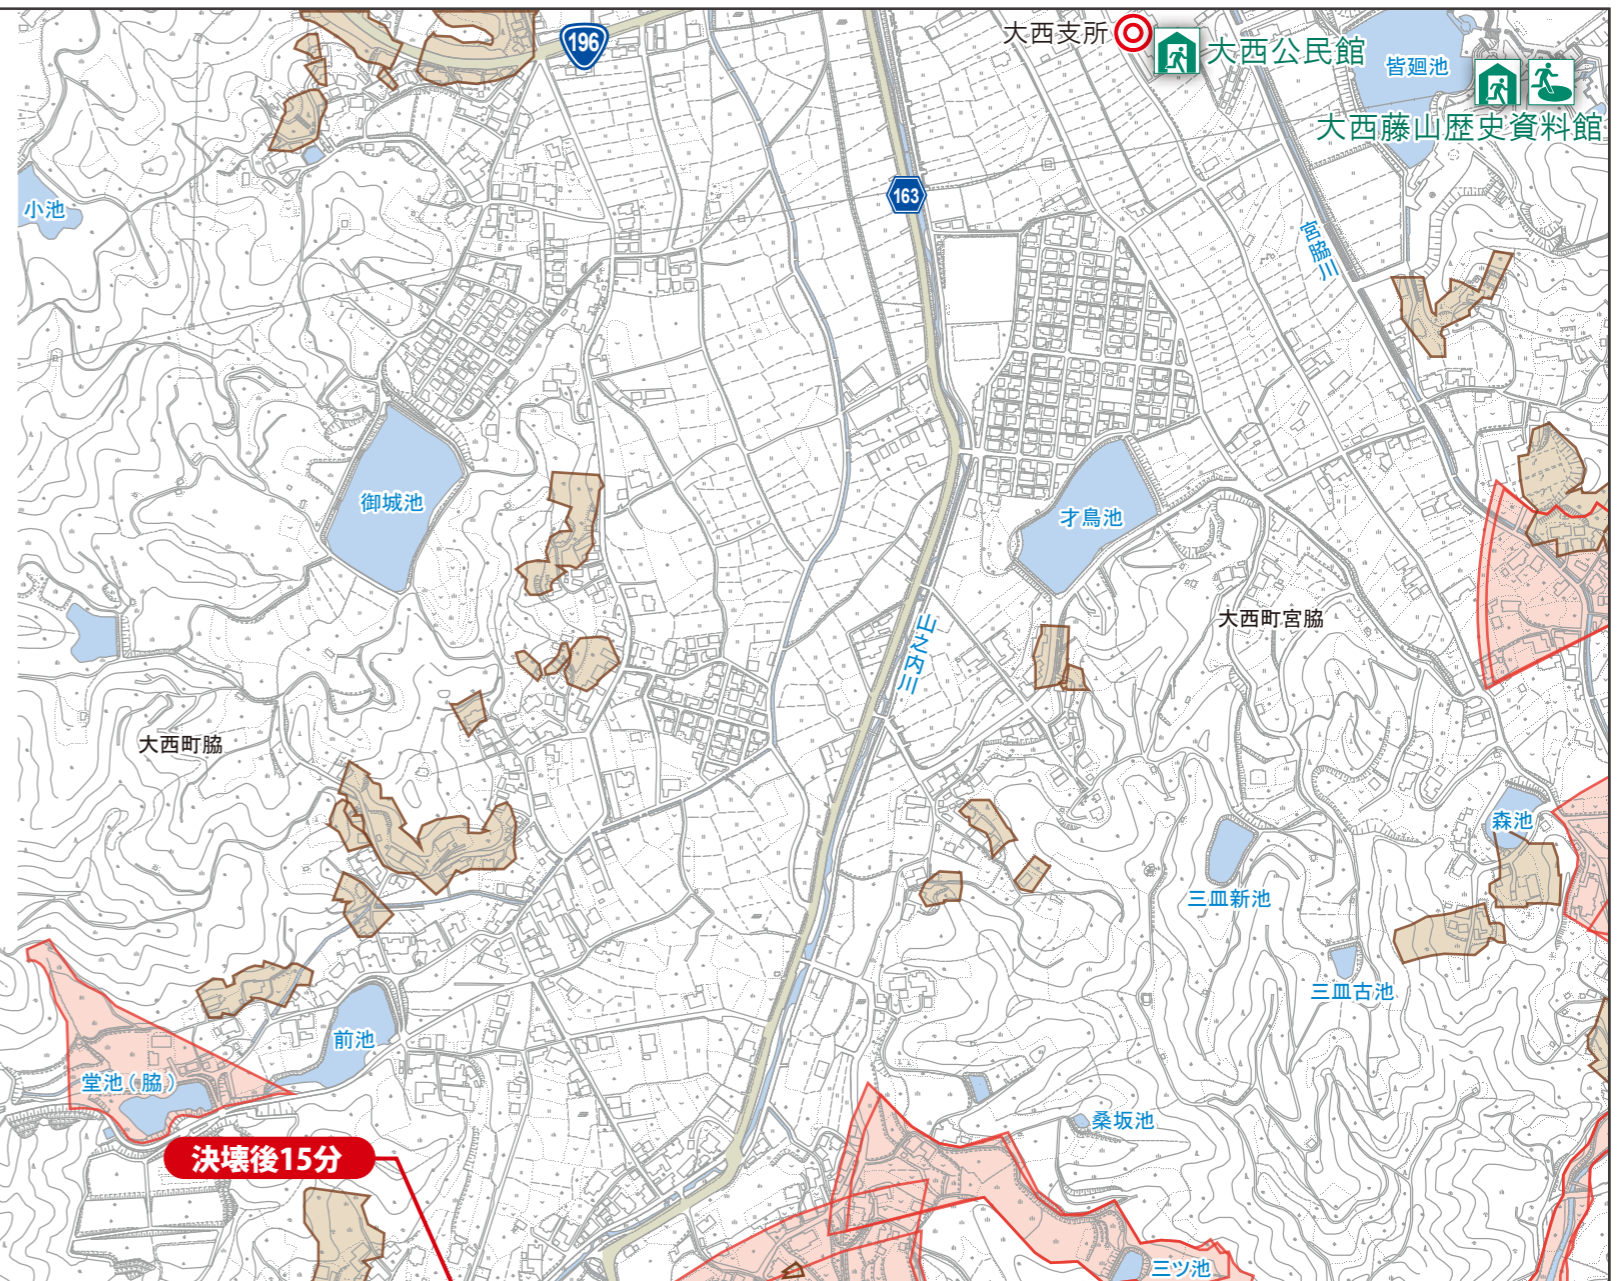 大西支所
196
大西公民館
皆廻池
大西藤山歴史資料館
163
小池
宮脇川
御城池
才鳥池
大西町宮脇
山之内川
大西町脇
森池
三皿新池
三皿古池
前池
堂池(脇)
桑坂池
決壊後15分
三ツ池